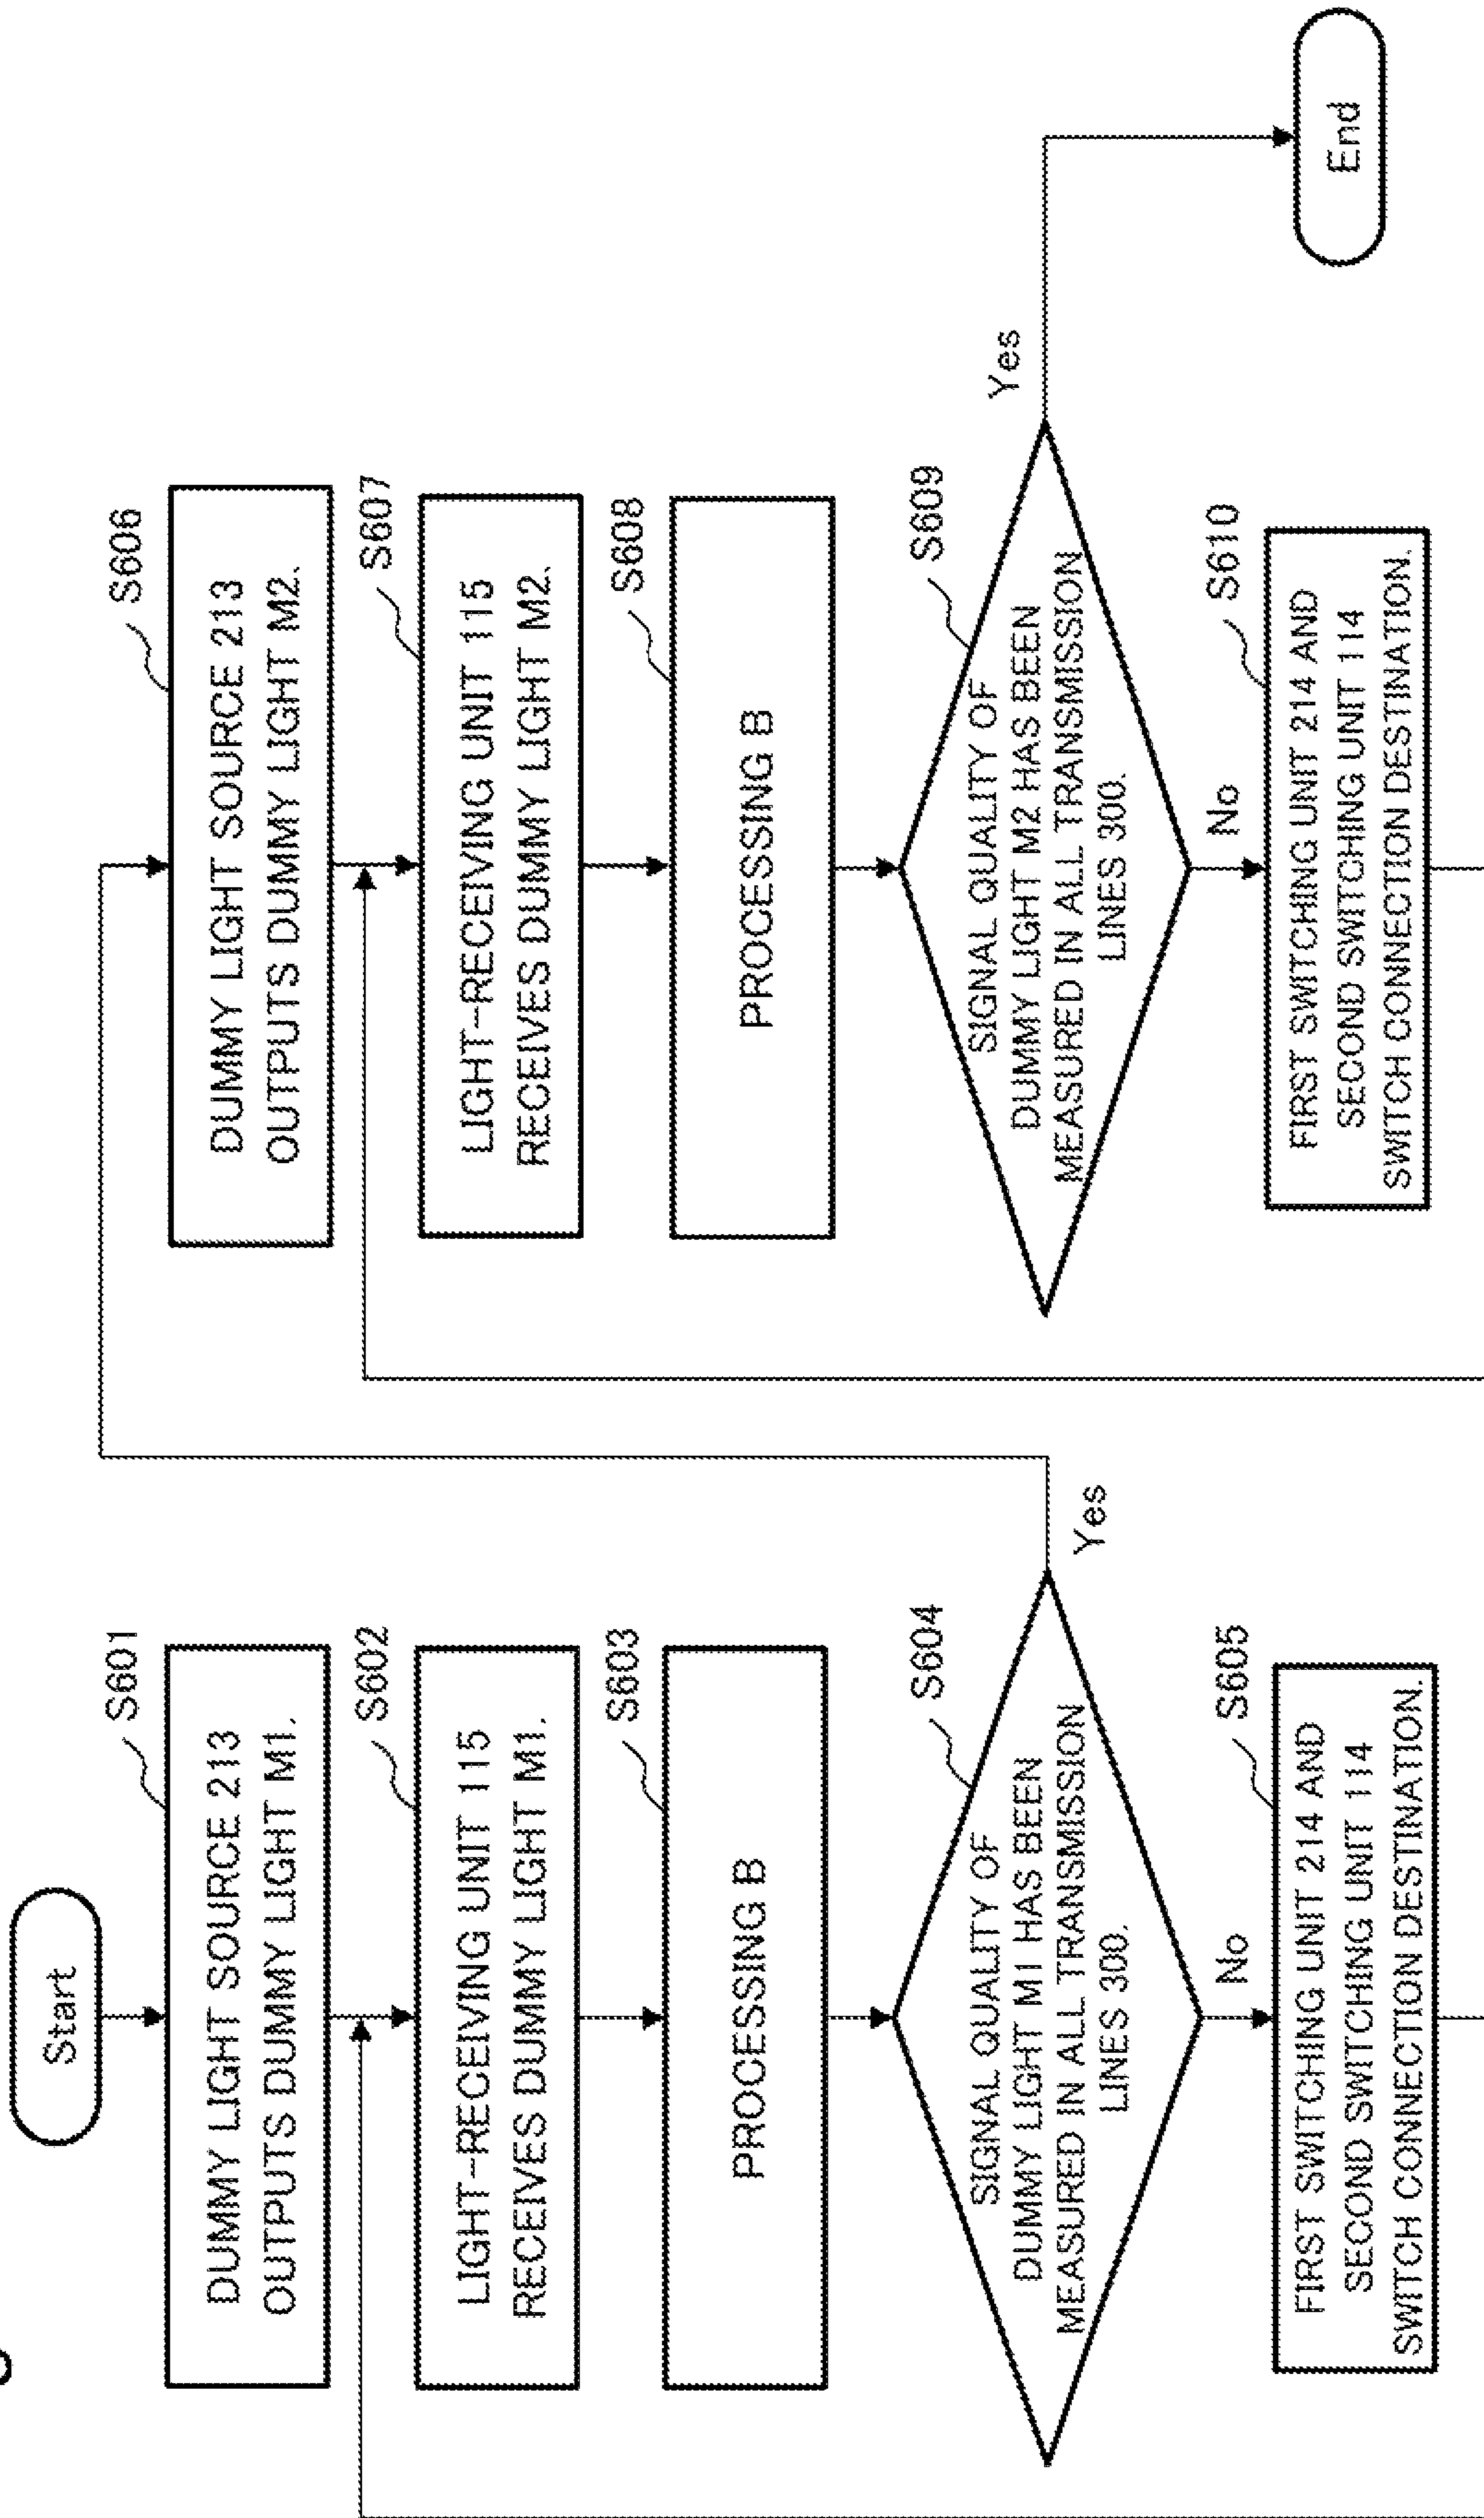 Start
S601
DUMMY LIGHT SOURCE 213
OUTPUTS DUMMY LIGHT M1.
S602
LIGHT-RECEIVING UNIT 115
RECEIVES DUMMY LIGHT M1.
S603
PROCESSING B
S604
SIGNAL QUALITY OF
DUMMY LIGHT M1 HAS BEEN
MEASURED IN ALL TRANSMISSION
LINES 300.
Yes
No
S605
FIRST SWITCHING UNIT 214 AND
SECOND SWITCHING UNIT 114
SWITCH CONNECTION DESTINATION.
S606
DUMMY LIGHT SOURCE 213
OUTPUTS DUMMY LIGHT M2.
S607
LIGHT-RECEIVING UNIT 115
RECEIVES DUMMY LIGHT M2.
S608
PROCESSING B
S609
SIGNAL QUALITY OF
DUMMY LIGHT M2 HAS BEEN
MEASURED IN ALL TRANSMISSION
LINES 300.
Yes
No
S610
FIRST SWITCHING UNIT 214 AND
SECOND SWITCHING UNIT 114
SWITCH CONNECTION DESTINATION.
End